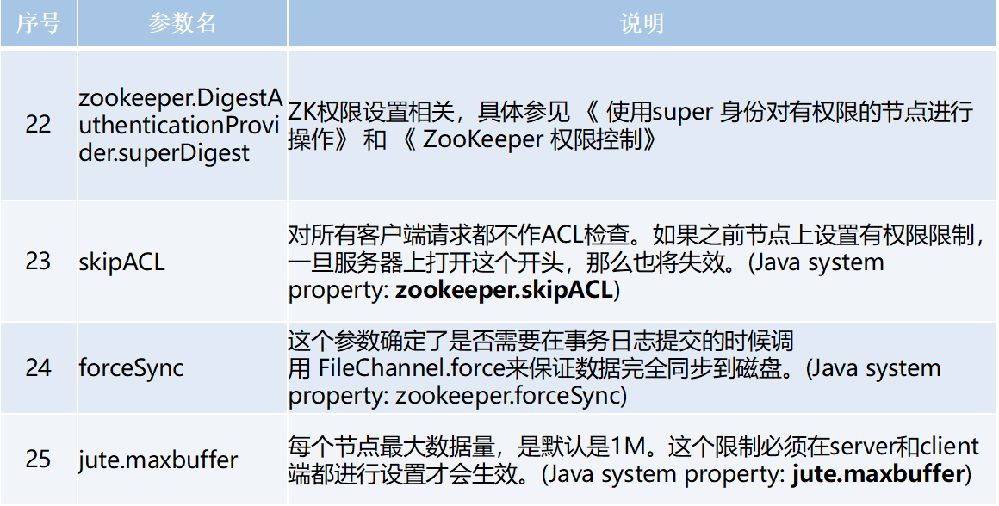 序号 参数名 说明
22
zookeeper.DigestA
uthenticationProvi
der.superDigest
ZK权限设置相关，具体参见 《 使用super 身份对有权限的节点进行
操作》 和 《 ZooKeeper 权限控制》
23
skipACL
对所有客户端请求都不作ACL检查。如果之前节点上设置有权限限制，
一旦服务器上打开这个开头，那么也将失效。(Java system
property: zookeeper.skipACL)
24
forceSync
这个参数确定了是否需要在事务日志提交的时候调
用 FileChannel.force来保证数据完全同步到磁盘。(Java system
property: zookeeper.forceSync)
25
jute.maxbuffer
每个节点最大数据量，是默认是1M。这个限制必须在server和client
端都进行设置才会生效。(Java system property: jute.maxbuffer)